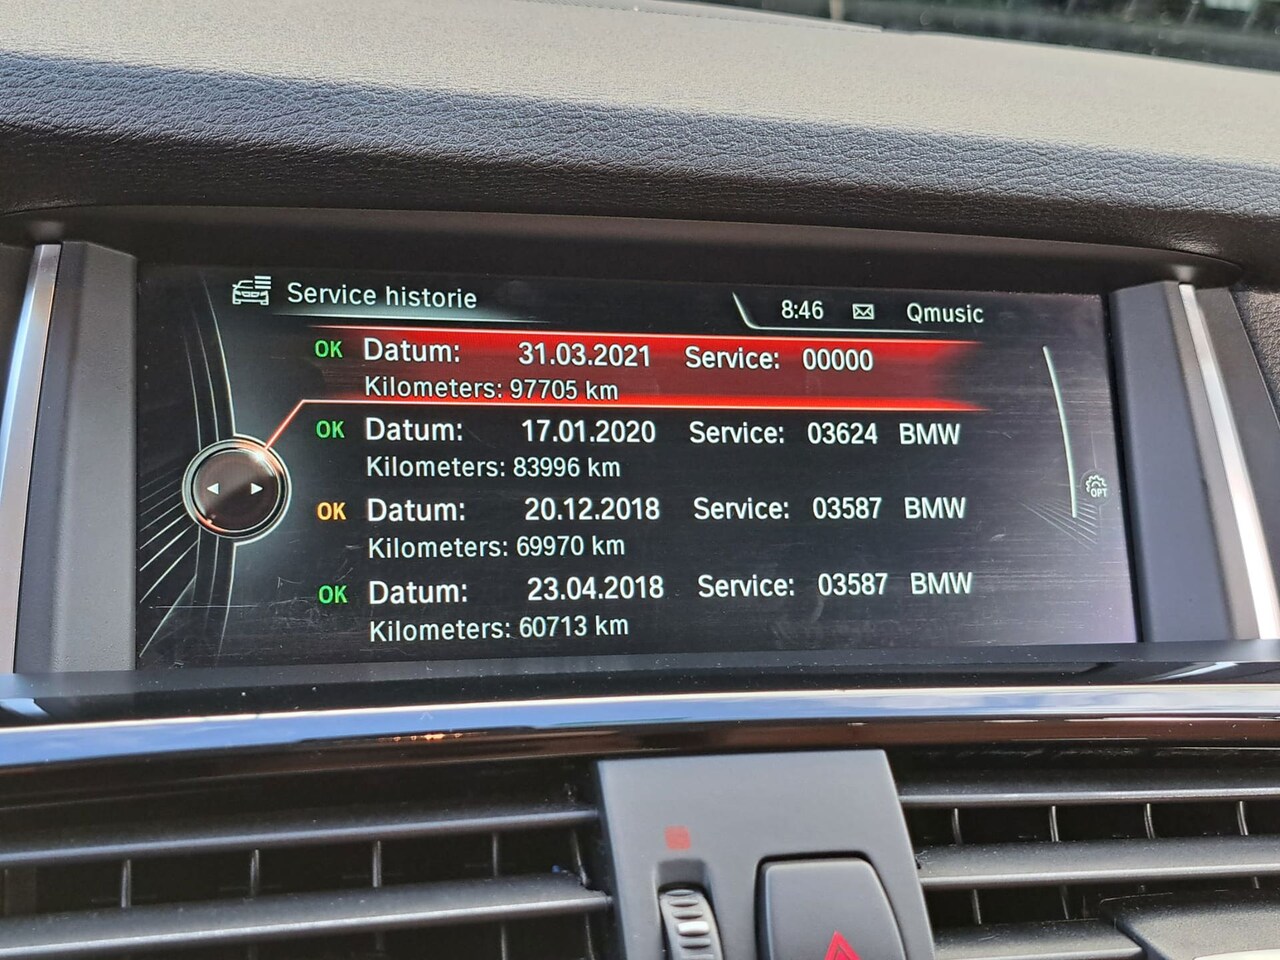 Service historie
8:46 Qmusic
OK Datum: 31.03.2021 Service: 00000
Kilometers: 97705 km
OK Datum: 17.01.2020 Service: 03624 BMW
Kilometers: 83996 km
OK Datum: 20.12.2018 Service: 03587 BMW
Kilometers: 69970 km
OK Datum: 23.04.2018 Service: 03587 BMW
Kilometers: 60713 km
OPT